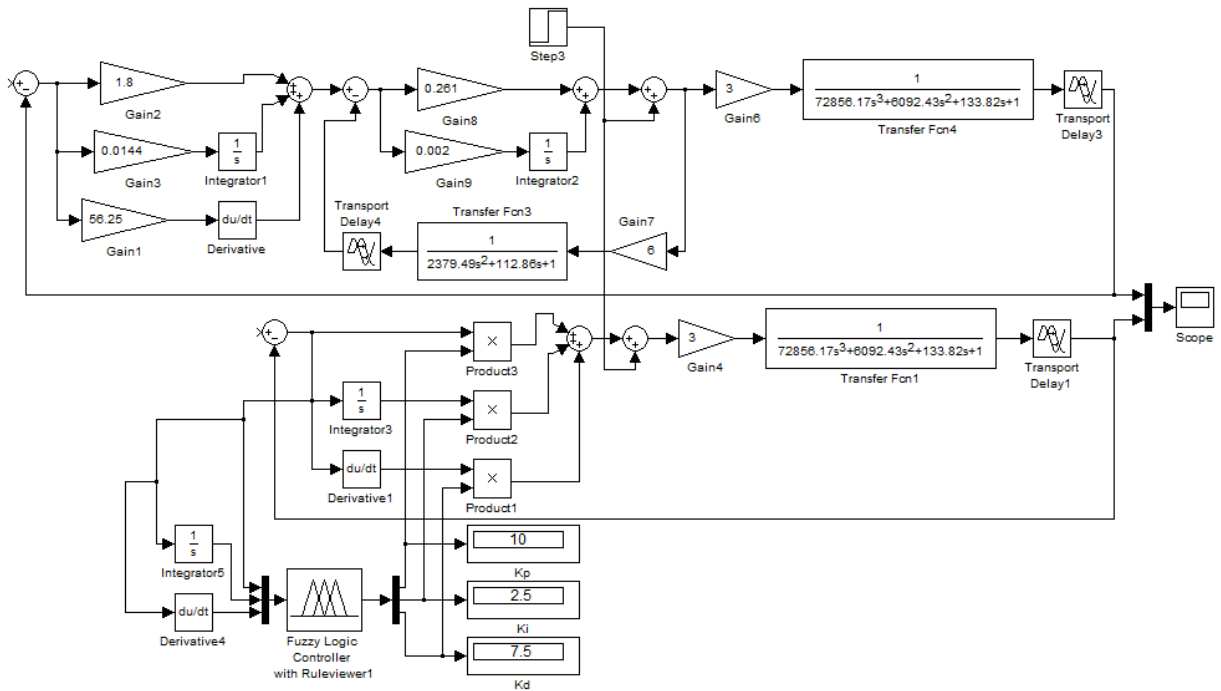 Step3
1.8
Gain2
0.0144
Gain3
1
s
Integrator1
56.25
Gain1
du/dt
Derivative
0.261
Gain8
0.002
Gain9
1
s
Integrator2
Transport
Delay4
Transfer Fcn3
1
2379.49s2+112.86s+1
Gain7
6
3
Gain6
1
72856.17s3+6092.43s2+133.82s+1
Transfer Fcn4
Transport
Delay3
Scope
Product3
1
s
Integrator3
Product2
du/dt
Derivative1
Product1
3
Gain4
1
72856.17s3+6092.43s2+133.82s+1
Transfer Fcn1
Transport
Delay1
1
s
Integrator5
du/dt
Derivative4
Fuzzy Logic
Controller
with Ruleviewer1
10
Kp
2.5
Ki
7.5
Kd